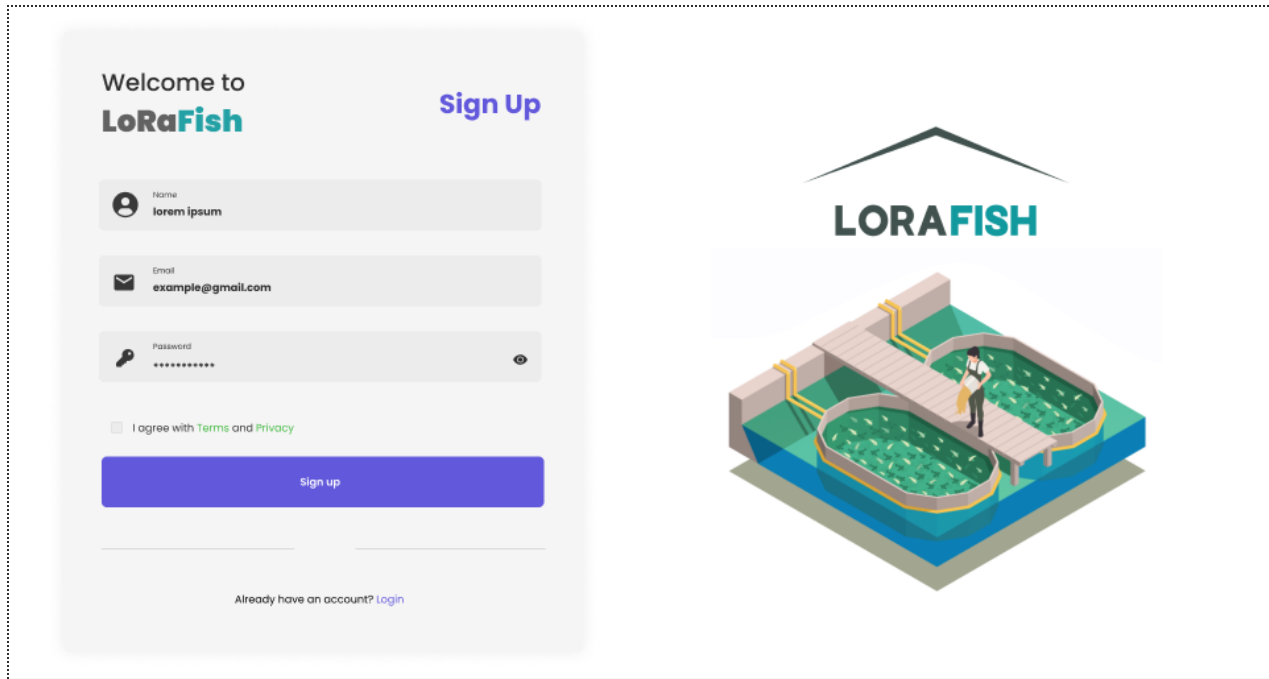 Welcome to
LoRaFish
Sign Up
Name
lorem ipsum
Email
example@gmail.com
Password
•••••••••••
I agree with Terms and Privacy
Sign up
Already have an account? Login
LORAFISH